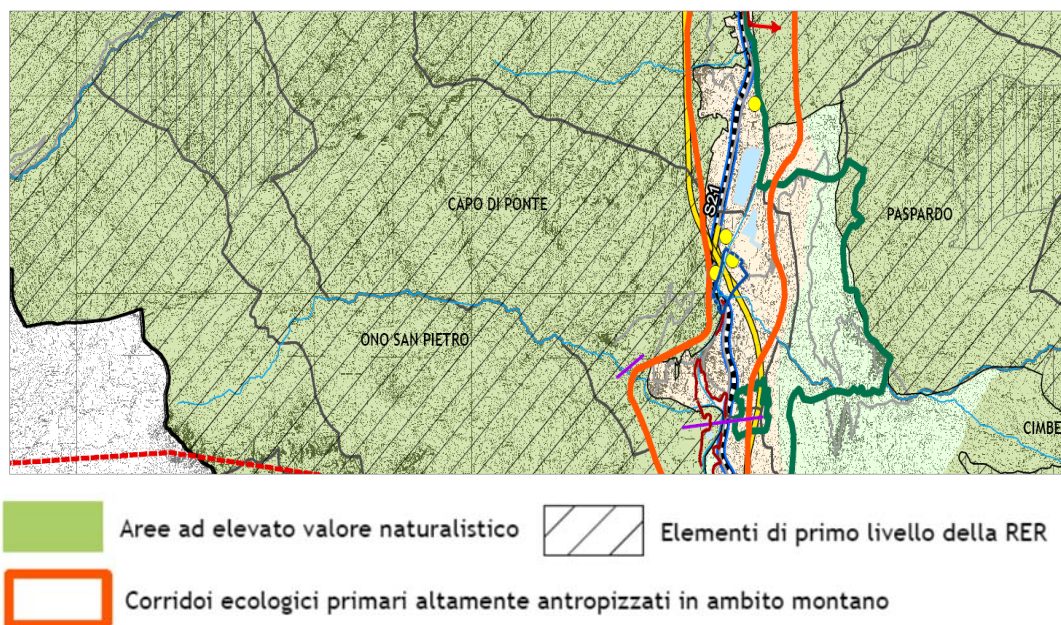 S21
CAPO DI PONTE
PASPARDO
ONO SAN PIETRO
CIMBE
Aree ad elevato valore naturalistico
Elementi di primo livello della RER
Corridoi ecologici primari altamente antropizzati in ambito montano